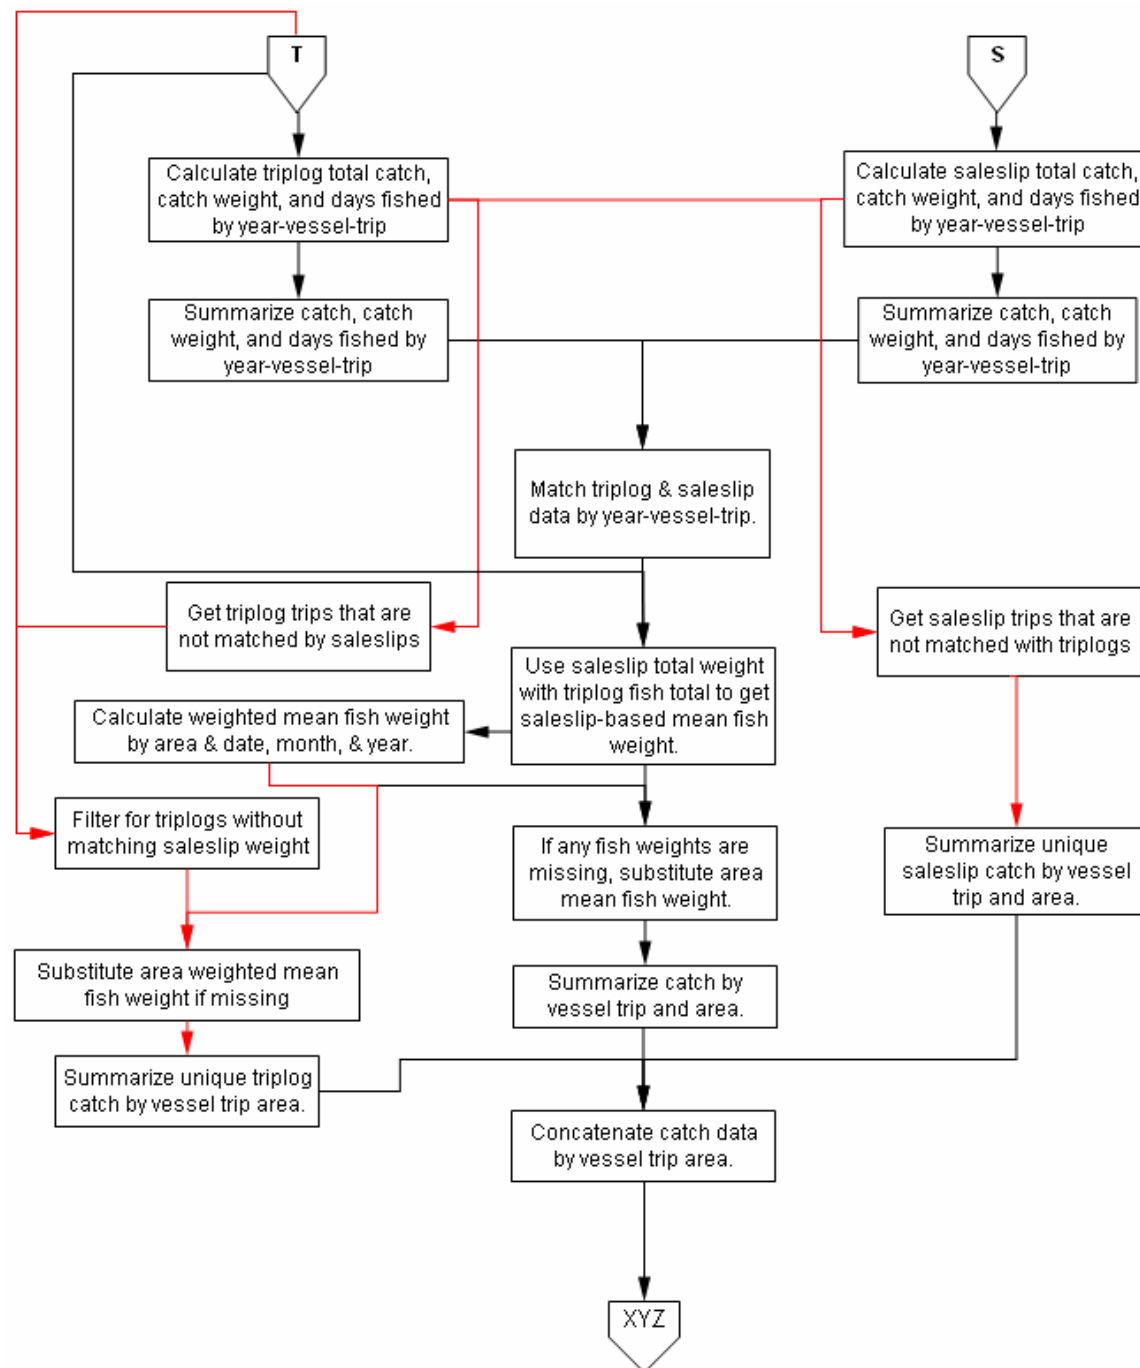 T
S
Calculate triplog total catch,
catch weight, and days fished
by year-vessel-trip
Calculate saleslip total catch,
catch weight, and days fished
by year-vessel-trip
Summarize catch, catch
weight, and days fished by
year-vessel-trip
Summarize catch, catch
weight, and days fished by
year-vessel-trip
Match triplog & saleslip
data by year-vessel-trip.
Get triplog trips that are
not matched by saleslips
Get saleslip trips that are
not matched with triplogs
Use saleslip total weight
with triplog fish total to get
saleslip-based mean fish
weight.
Calculate weighted mean fish weight
by area & date, month, & year.
Filter for triplogs without
matching saleslip weight
If any fish weights are
missing, substitute area
mean fish weight.
Summarize unique
saleslip catch by vessel
trip and area.
Substitute area weighted mean
fish weight if missing
Summarize catch by
vessel trip and area.
Summarize unique triplog
catch by vessel trip area.
Concatenate catch data
by vessel trip area.
XYZ